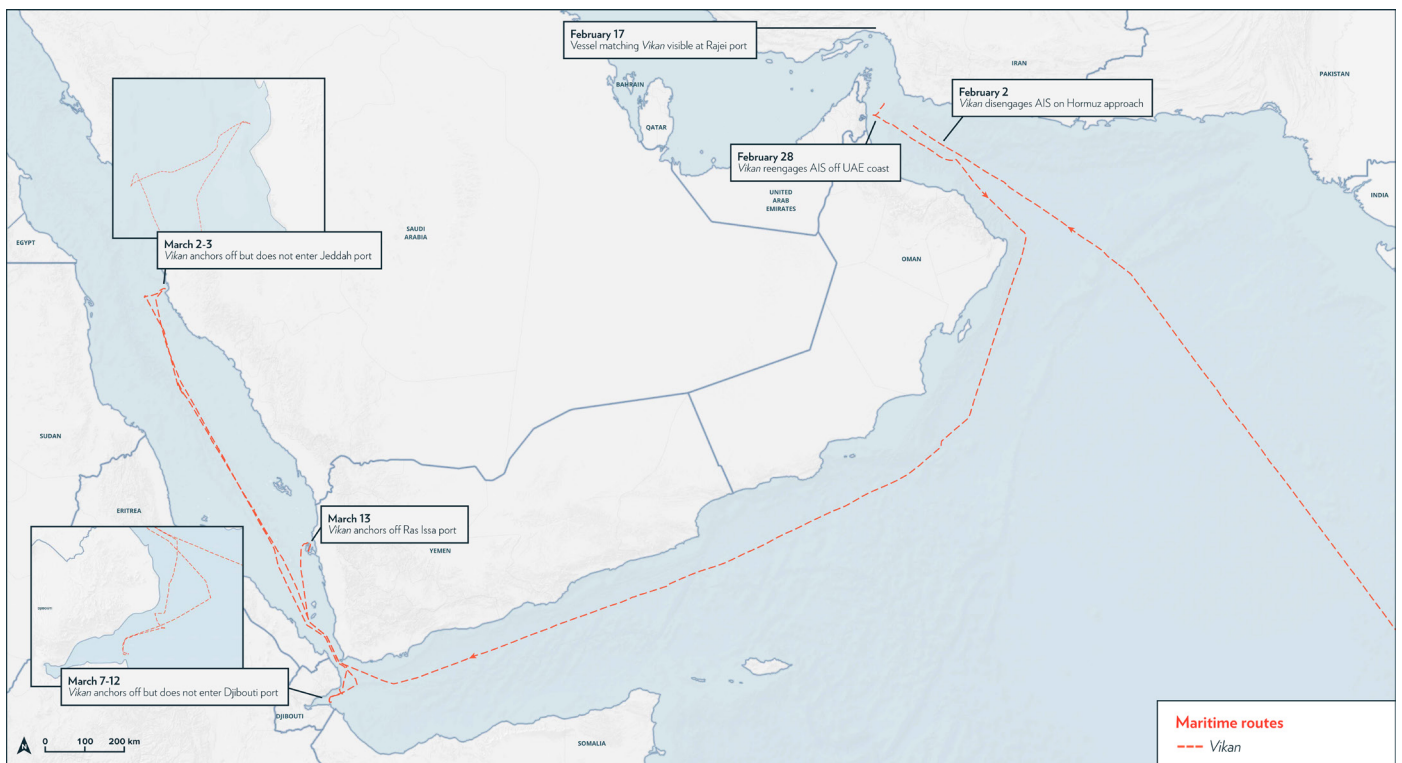 February 17
Vessel matching Vikan visible at Rajei port
IRAN
PAKISTAN
BAHRAIN
February 2
Vikan disengages AIS on Hormuz approach
QATAR
February 28
Vikan reengages AIS off UAE coast
UNITED
ARAB
EMIRATES
INDIA
SAUDI
ARABIA
EGYPT
March 2-3
Vikan anchors off but does not enter Jeddah port
OMAN
SUDAN
ERITREA
March 13
Vikan anchors off Ras Issa port
YEMEN
DJIBOUTI
March 7-12
Vikan anchors off but does not enter Djibouti port
DJIBOUTI
SOMALIA
N
0 100 200 km
Maritime routes
Vikan